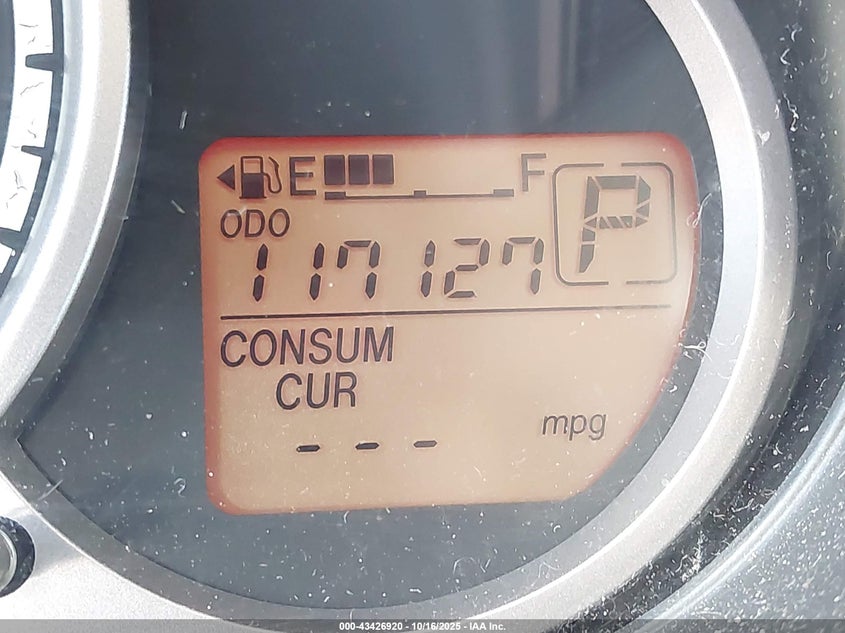 E F
P
ODO
117127
CONSUM
CUR
--- mpg
000-43426920 - 10/16/2025 - IAA Inc.